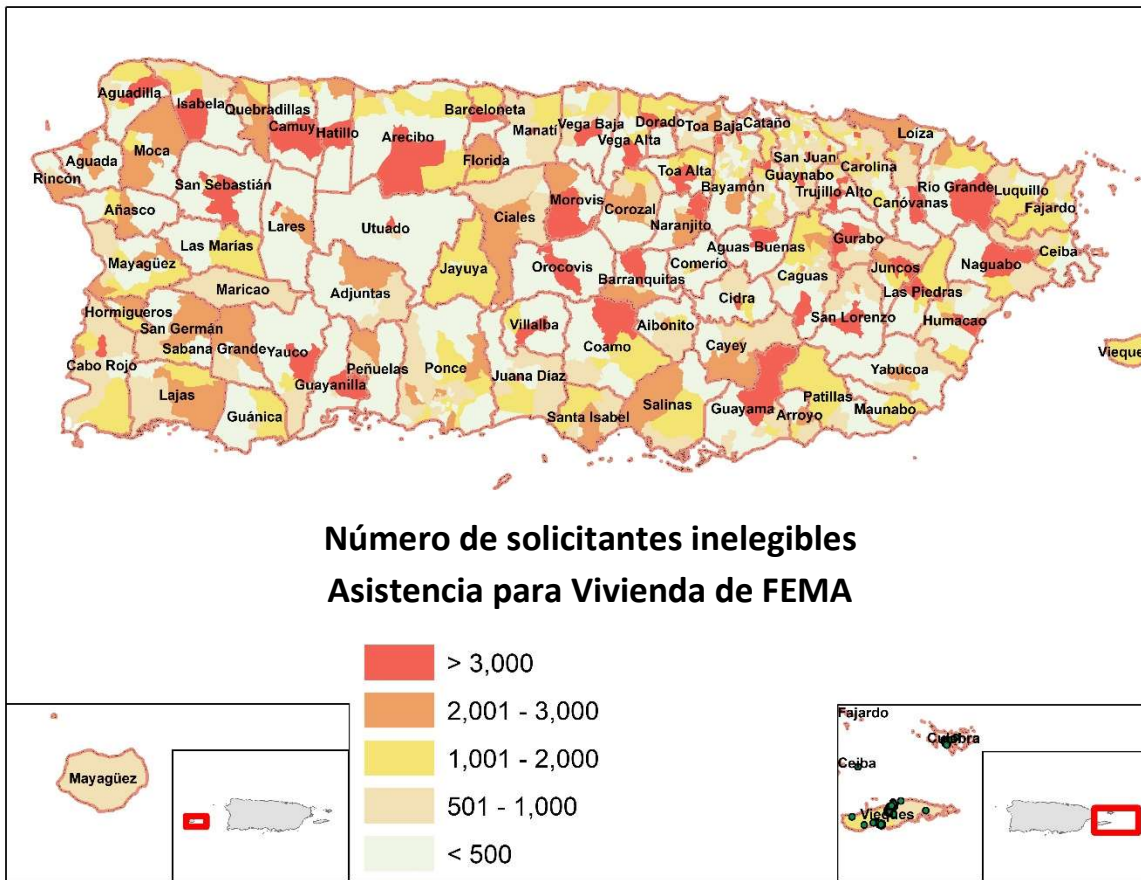 Aguadilla
Isabela
Quebradillas
Camuy
Hatillo
Arecibo
Barceloneta
Manatí
Vega Baja
Vega Alta
Dorado
Toa Baja
Cataño
Loíza
Moca
Aguada
Rincón
San Sebastián
Florida
Toa Alta
Bayamón
San Juan
Guaynabo
Carolina
Trujillo Alto
Canóvanas
Río Grande
Luquillo
Fajardo
Añasco
Lares
Utuado
Ciales
Morovis
Corozal
Naranjito
Las Marías
Mayagüez
Maricao
Adjuntas
Jayuya
Orocovis
Barranquitas
Comerío
Aguas Buenas
Caguas
Gurabo
Juncos
Naguabo
Ceiba
Las Piedras
Cidra
San Lorenzo
Humacao
Hormigueros
San Germán
Sabana Grande
Yauco
Cabo Rojo
Lajas
Guánica
Guayanilla
Peñuelas
Ponce
Villalba
Juana Díaz
Coamo
Aibonito
Cayey
Yabucoa
Vieque
Santa Isabel
Salinas
Guayama
Arroyo
Patillas
Maunabo
Número de solicitantes inelegibles
Asistencia para Vivienda de FEMA
> 3,000
2,001 - 3,000
1,001 - 2,000
501 - 1,000
< 500
Mayagüez
Fajardo
Culebra
Ceiba
Vieques